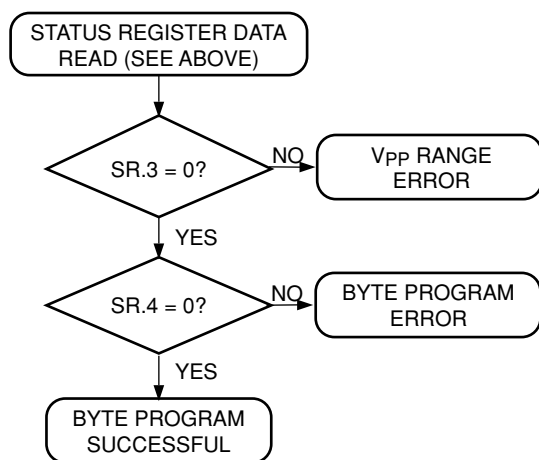 STATUS REGISTER DATA
READ (SEE ABOVE)
SR.3 = 0?
NO
VPP RANGE
ERROR
YES
SR.4 = 0?
NO
BYTE PROGRAM
ERROR
YES
BYTE PROGRAM
SUCCESSFUL